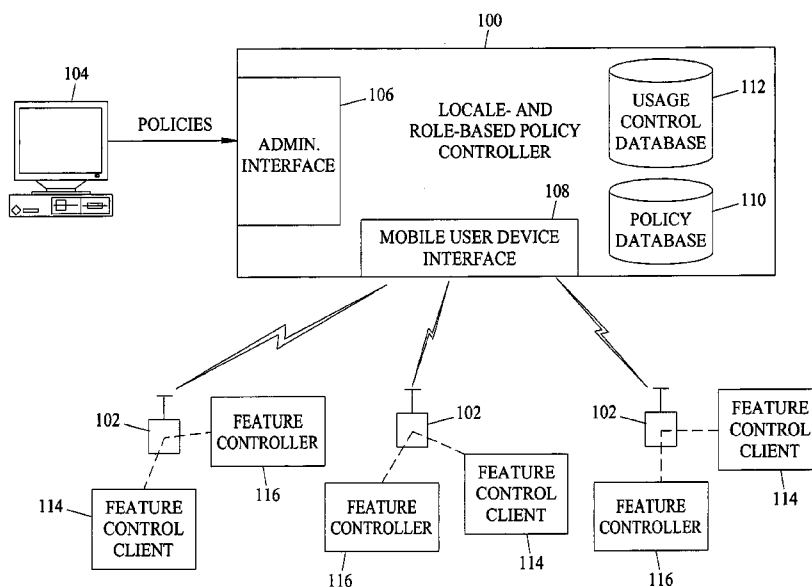 100
104
POLICIES
106
ADMIN.
INTERFACE
LOCALE- AND
ROLE-BASED POLICY
CONTROLLER
112
USAGE
CONTROL
DATABASE
110
POLICY
DATABASE
108
MOBILE USER DEVICE
INTERFACE
102
FEATURE
CONTROLLER
116
114
FEATURE
CONTROL
CLIENT
102
FEATURE
CONTROLLER
116
FEATURE
CONTROL
CLIENT
114
102
FEATURE
CONTROL
CLIENT
114
FEATURE
CONTROLLER
116